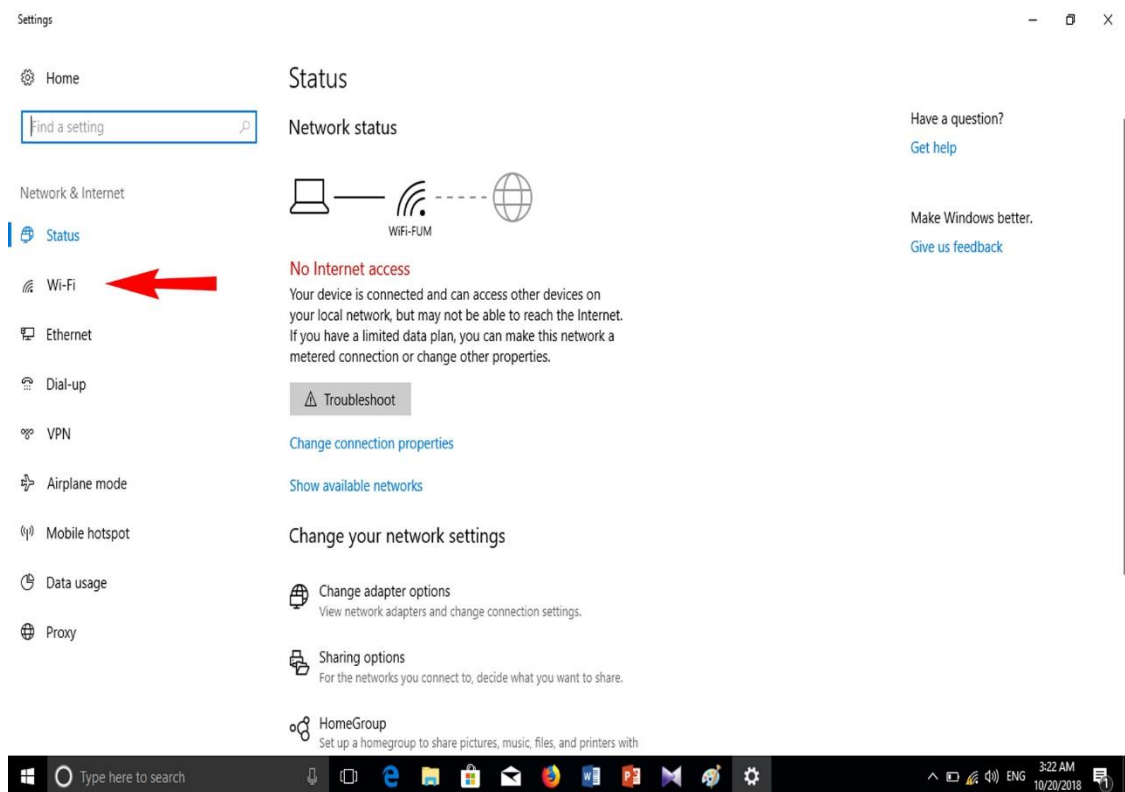 Settings
Home
Find a setting
Network & Internet
Status
Wi-Fi
Ethernet
Dial-up
VPN
Airplane mode
Mobile hotspot
Data usage
Proxy
Status
Network status
WiFi-FUM
No Internet access
Your device is connected and can access other devices on
your local network, but may not be able to reach the Internet.
If you have a limited data plan, you can make this network a
metered connection or change other properties.
Troubleshoot
Change connection properties
Show available networks
Change your network settings
Change adapter options
View network adapters and change connection settings.
Sharing options
For the networks you connect to, decide what you want to share.
HomeGroup
Set up a homegroup to share pictures, music, files, and printers with
Have a question?
Get help
Make Windows better.
Give us feedback
Type here to search
ENG
3:22 AM
10/20/2018
1